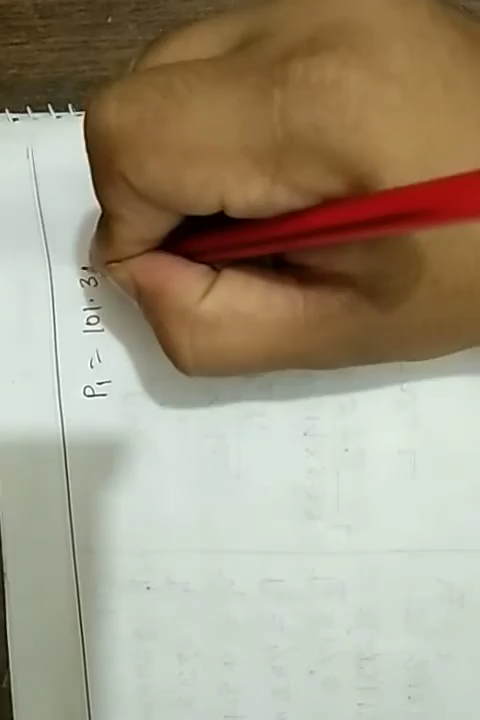 P₁ = 101.3